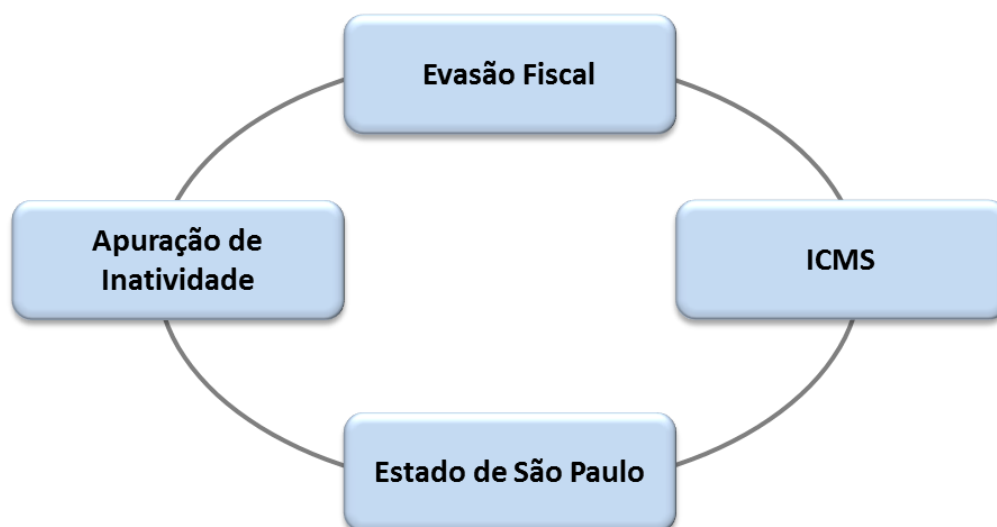 Evasão Fiscal
Apuração de
Inatividade
ICMS
Estado de São Paulo